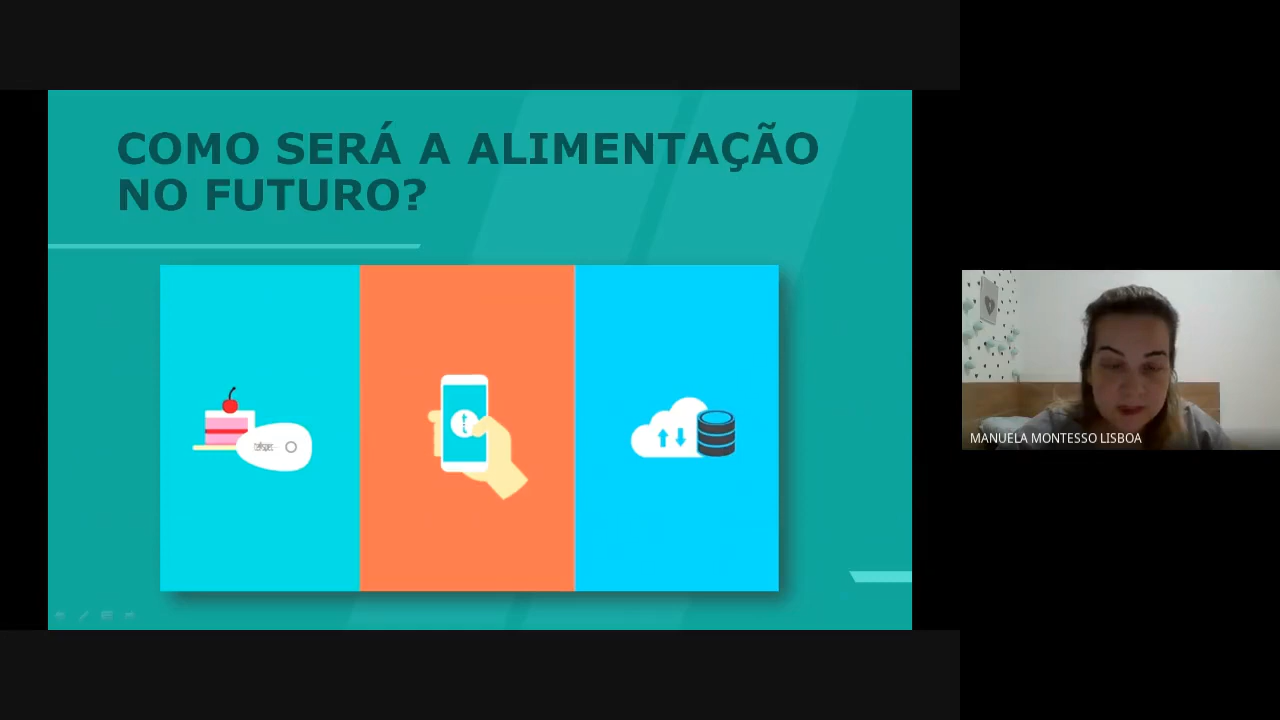 COMO SERÁ A ALIMENTAÇÃO
NO FUTURO?
MANUELA MONTESSO LISBOA